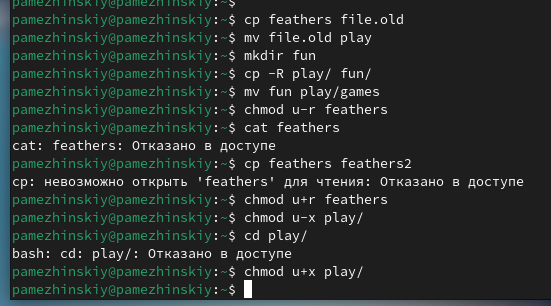 pamezhinskiy@pamezhinskiy:~$
pamezhinskiy@pamezhinskiy:~$ cp feathers file.old
pamezhinskiy@pamezhinskiy:~$ mv file.old play
pamezhinskiy@pamezhinskiy:~$ mkdir fun
pamezhinskiy@pamezhinskiy:~$ cp -R play/ fun/
pamezhinskiy@pamezhinskiy:~$ mv fun play/games
pamezhinskiy@pamezhinskiy:~$ chmod u-r feathers
pamezhinskiy@pamezhinskiy:~$ cat feathers
cat: feathers: Отказано в доступе
pamezhinskiy@pamezhinskiy:~$ cp feathers feathers2
cp: невозможно открыть 'feathers' для чтения: Отказано в доступе
pamezhinskiy@pamezhinskiy:~$ chmod u+r feathers
pamezhinskiy@pamezhinskiy:~$ chmod u-x play/
pamezhinskiy@pamezhinskiy:~$ cd play/
bash: cd: play/: Отказано в доступе
pamezhinskiy@pamezhinskiy:~$ chmod u+x play/
pamezhinskiy@pamezhinskiy:~$